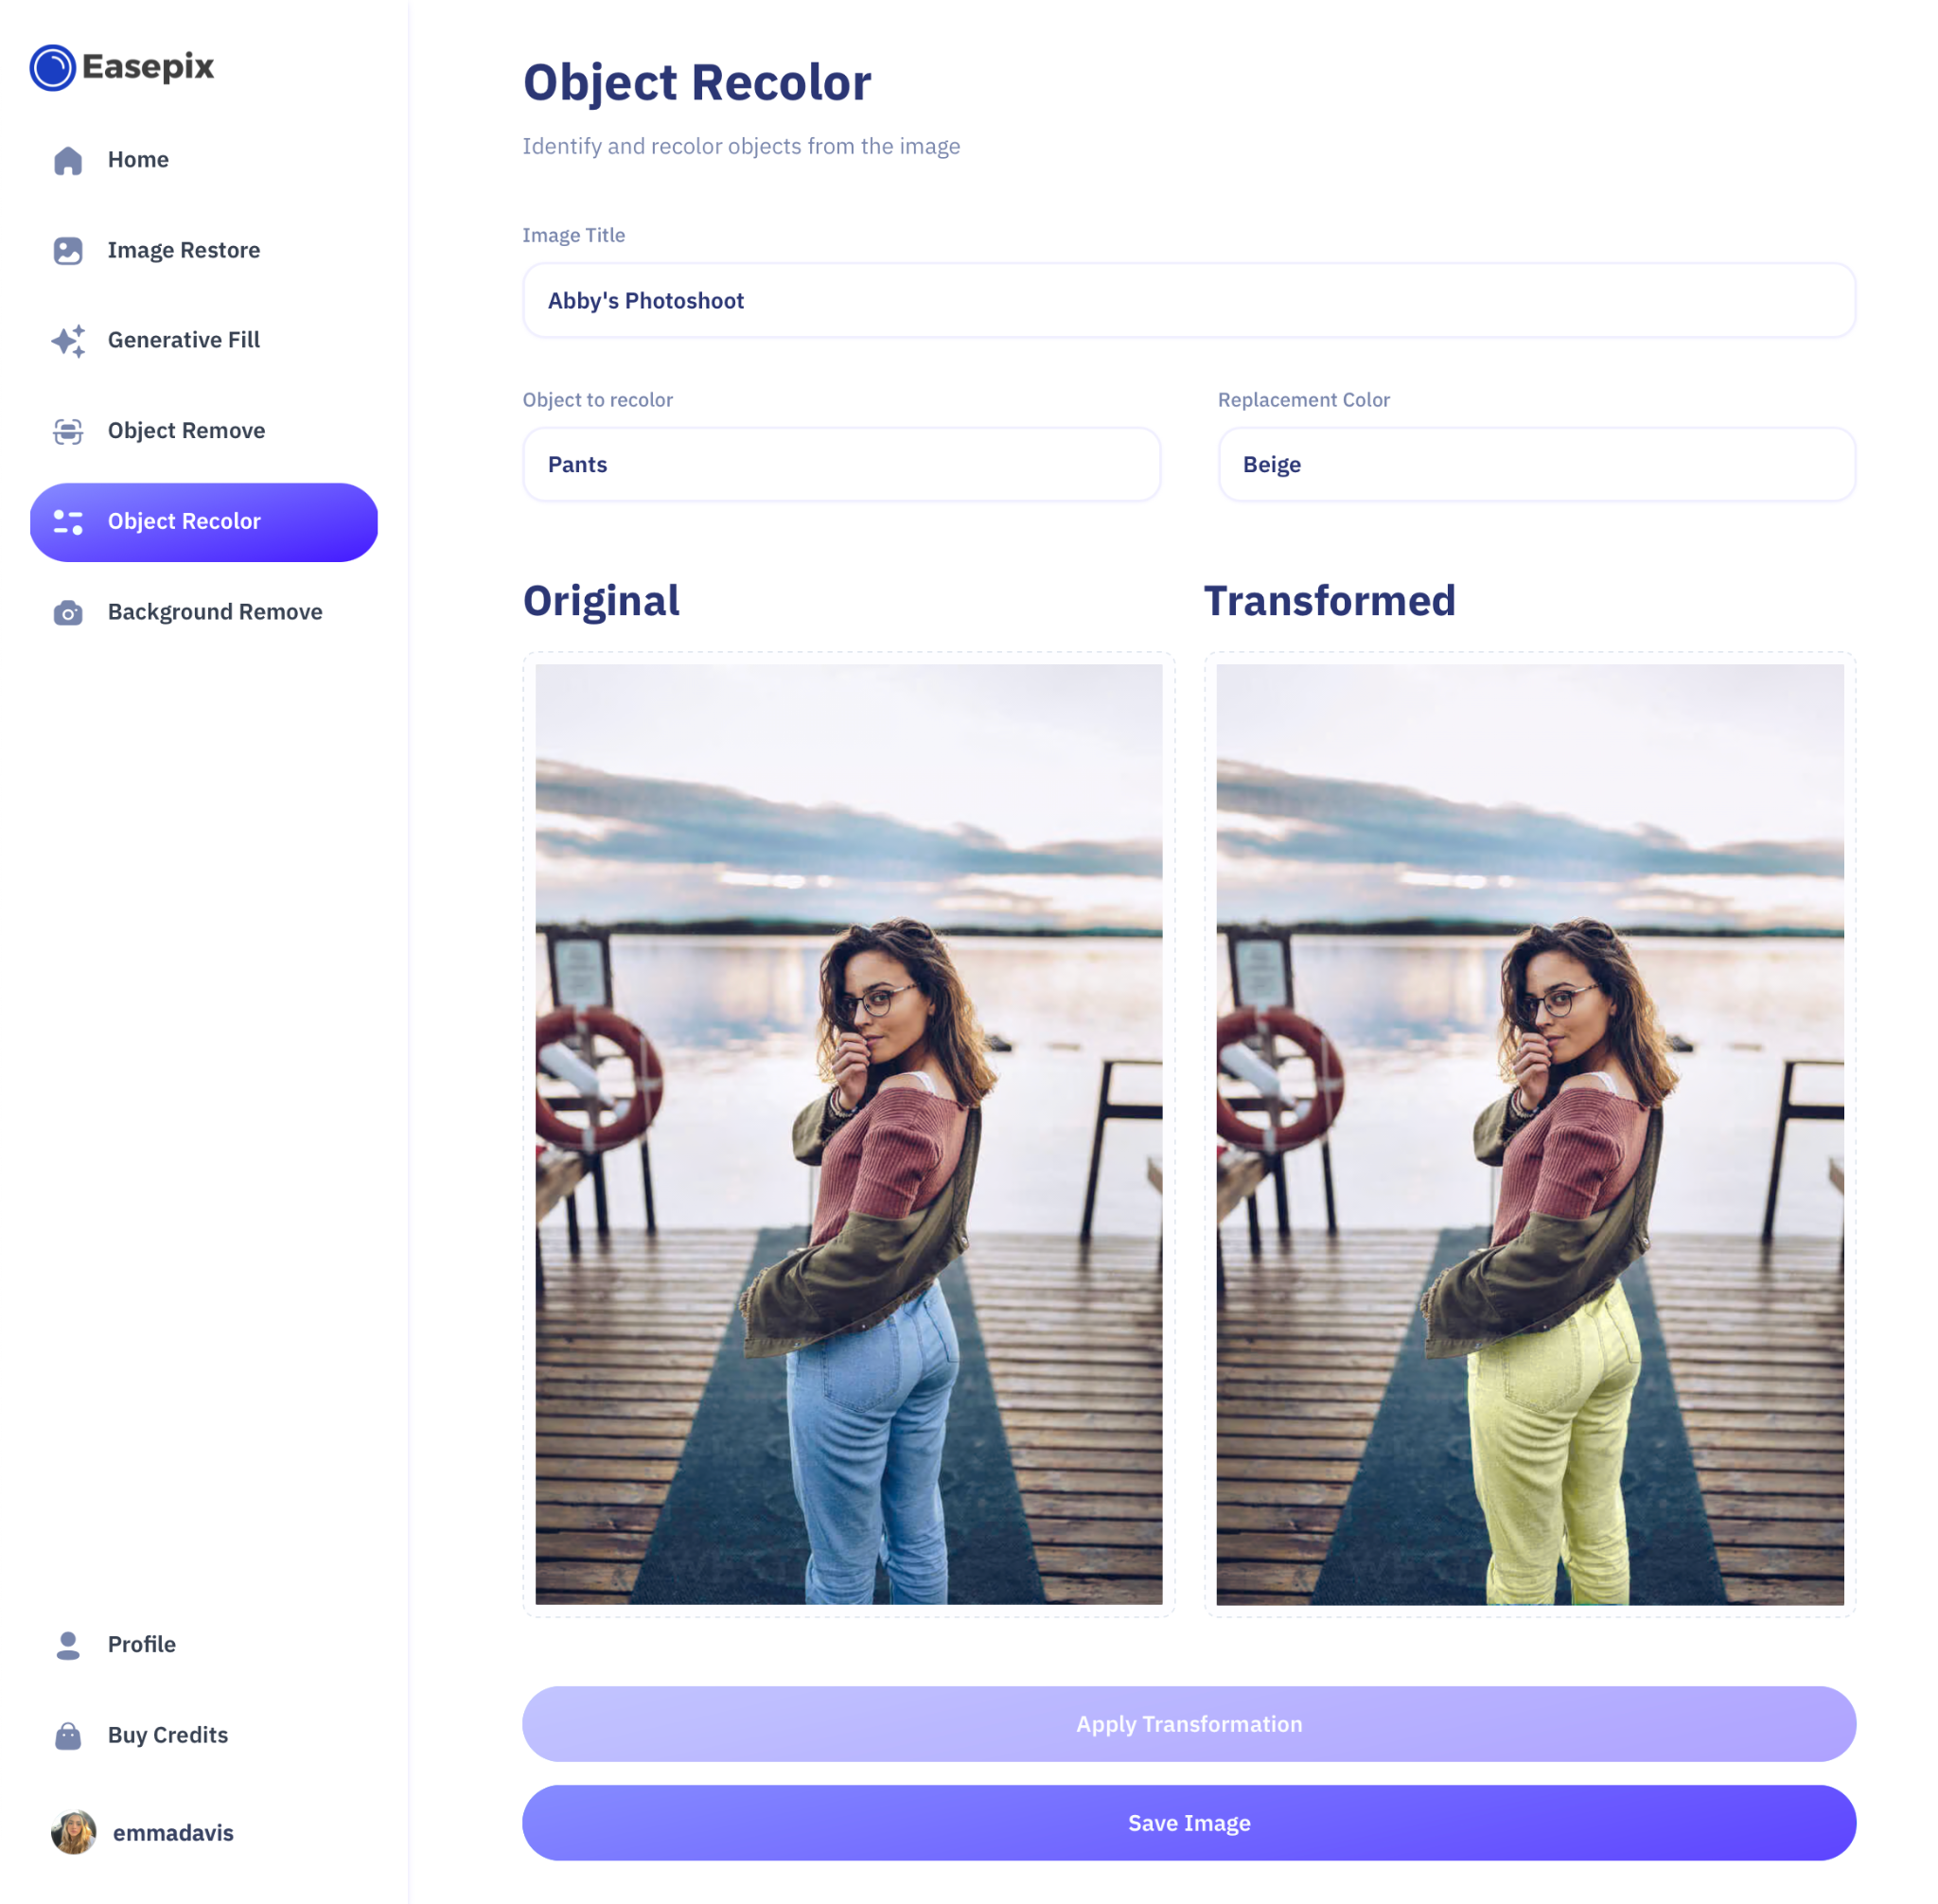 Easepix
Home
Image Restore
Generative Fill
Object Remove
Object Recolor
Background Remove
Profile
Buy Credits
emmadavis
Object Recolor
Identify and recolor objects from the image
Image Title
Abby's Photoshoot
Object to recolor
Replacement Color
Pants
Beige
Original
Transformed
Apply Transformation
Save Image